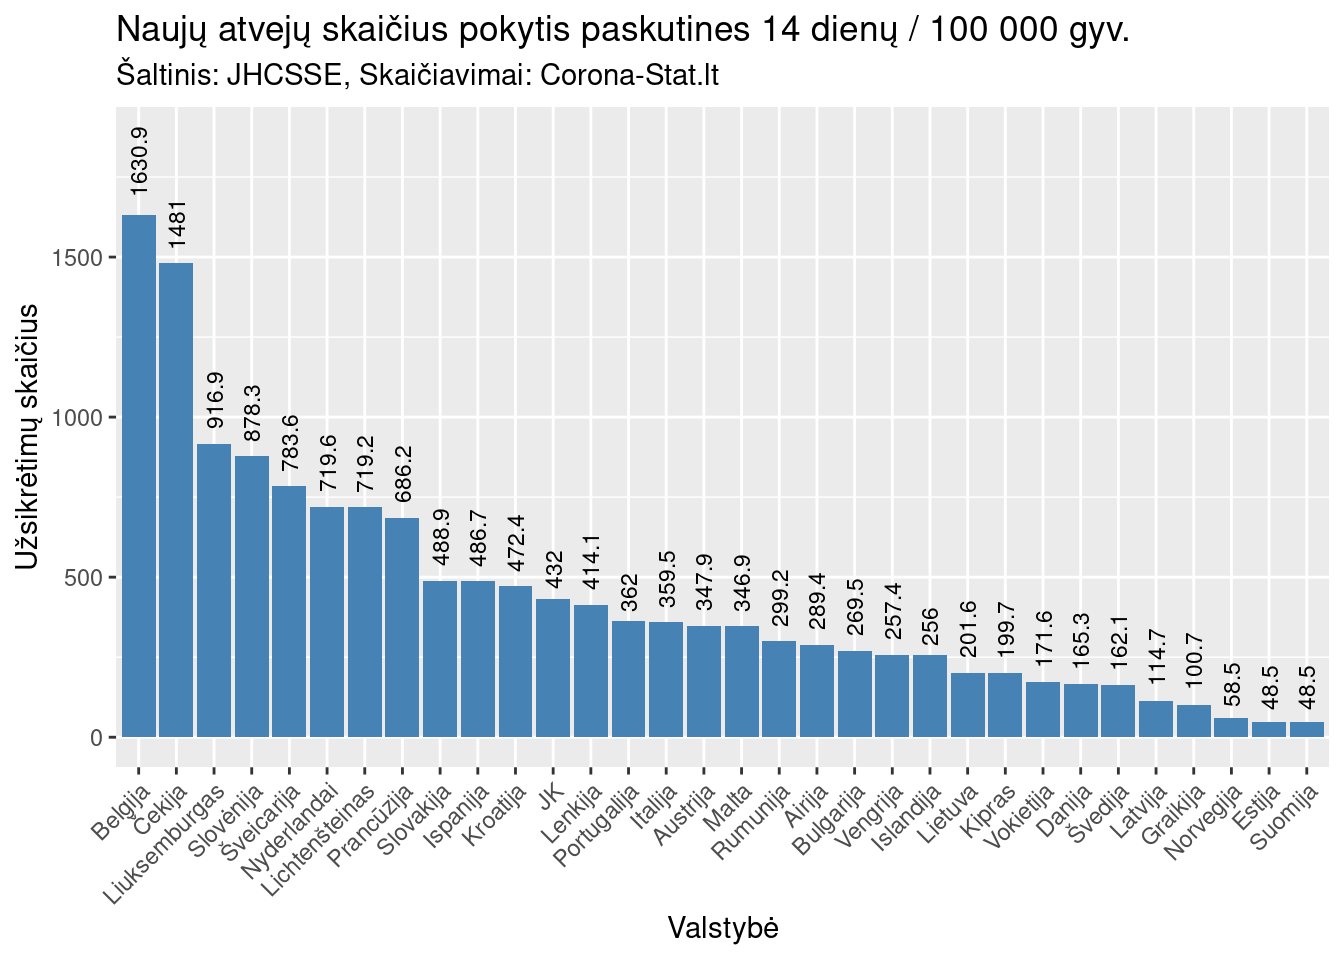 Naujų atvejų skaičius pokytis paskutines 14 dienų / 100 000 gyv.
Šaltinis: JHCSSE, Skaičiavimai: Corona-Stat.lt
Užsikrėtimų skaičius
1500
1000
500
0
1630.9
1481
916.9
878.3
783.6
719.6
719.2
686.2
488.9
486.7
472.4
432
414.1
362
359.5
347.9
346.9
299.2
289.4
269.5
257.4
256
201.6
199.7
171.6
165.3
162.1
114.7
100.7
58.5
48.5
48.5
Belgija
Čekija
Liuksemburgas
Slovėnija
Šveicarija
Nyderlandai
Lichtenšteinas
Prancūzija
Slovakija
Ispanija
Kroatija
JK
Lenkija
Portugalija
Italija
Austrija
Malta
Rumunija
Airija
Bulgarija
Vengrija
Islandija
Lietuva
Kipras
Vokietija
Danija
Švedija
Latvija
Graikija
Norvegija
Estija
Suomija
Valstybė